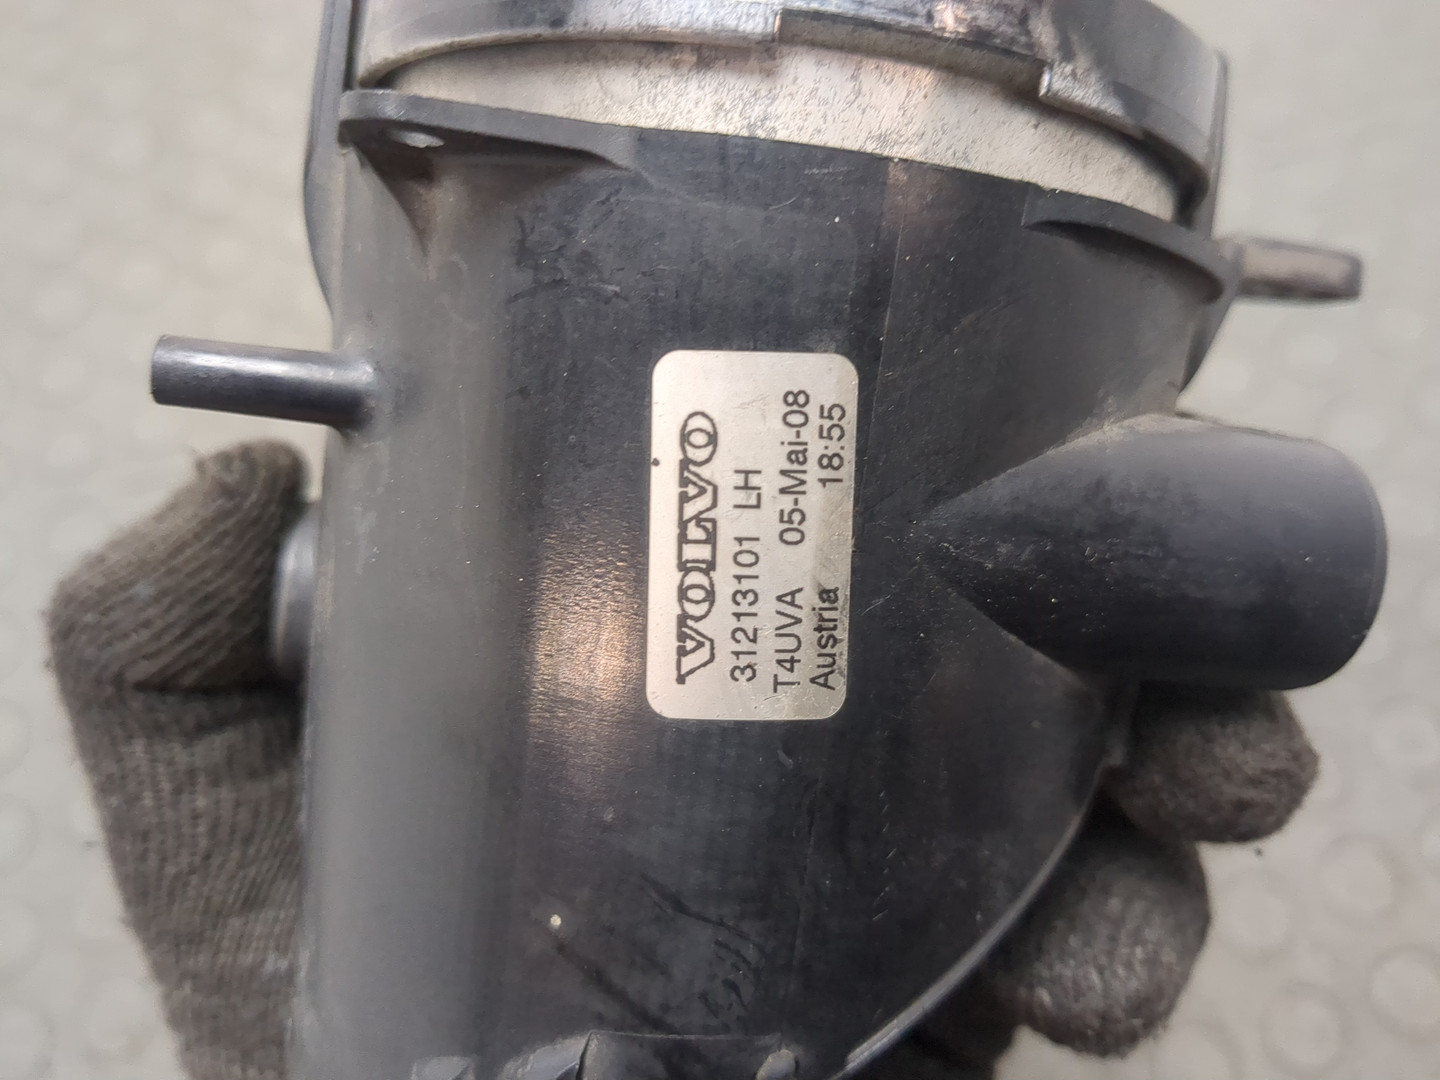 VOLVO
31213101 LH
T4UVA 05-Mai-08
Austria 18:55